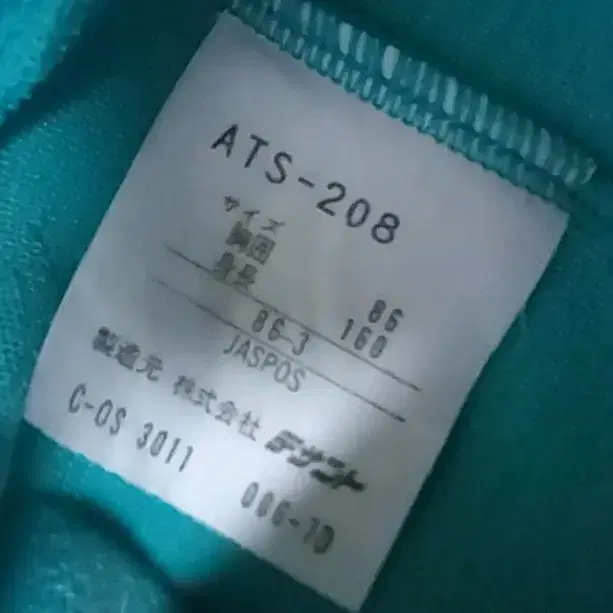 ATS-208
サイズ
胸囲 86
身長 160
86-3
JASPOS
製造元 株式会社 デサント
C-OS 3011 006-10